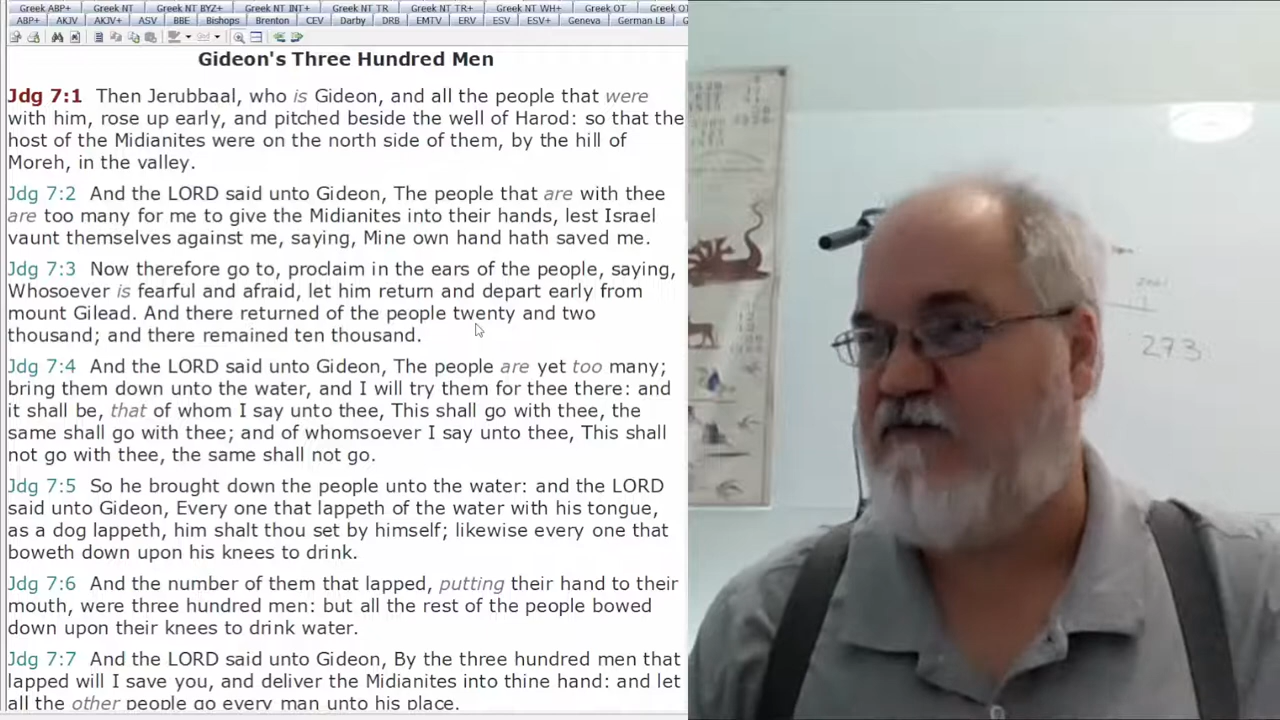 Greek ABP+ Greek NT Greek NT BYZ+ Greek NT INT+ Greek NT TR Greek NT TR+ Greek NT WH+ Greek OT Greek OT
ABP+ AKJV AKJV+ ASV BBE Bishops Brenton CEV Darby DRB EMTV ERV ESV ESV+ Geneva German LB G
Gideon's Three Hundred Men
Jdg 7:1 Then Jerubbaal, who is Gideon, and all the people that were
with him, rose up early, and pitched beside the well of Harod: so that the
host of the Midianites were on the north side of them, by the hill of
Moreh, in the valley.
Jdg 7:2 And the LORD said unto Gideon, The people that are with thee
are too many for me to give the Midianites into their hands, lest Israel
vaunt themselves against me, saying, Mine own hand hath saved me.
Jdg 7:3 Now therefore go to, proclaim in the ears of the people, saying,
Whosoever is fearful and afraid, let him return and depart early from
mount Gilead. And there returned of the people twenty and two
thousand; and there remained ten thousand.
Jdg 7:4 And the LORD said unto Gideon, The people are yet too many;
bring them down unto the water, and I will try them for thee there: and
it shall be, that of whom I say unto thee, This shall go with thee, the
same shall go with thee; and of whomsoever I say unto thee, This shall
not go with thee, the same shall not go.
Jdg 7:5 So he brought down the people unto the water: and the LORD
said unto Gideon, Every one that lappeth of the water with his tongue,
as a dog lappeth, him shalt thou set by himself; likewise every one that
boweth down upon his knees to drink.
Jdg 7:6 And the number of them that lapped, putting their hand to their
mouth, were three hundred men: but all the rest of the people bowed
down upon their knees to drink water.
Jdg 7:7 And the LORD said unto Gideon, By the three hundred men that
lapped will I save you, and deliver the Midianites into thine hand: and let
all the other people go every man unto his place.
273